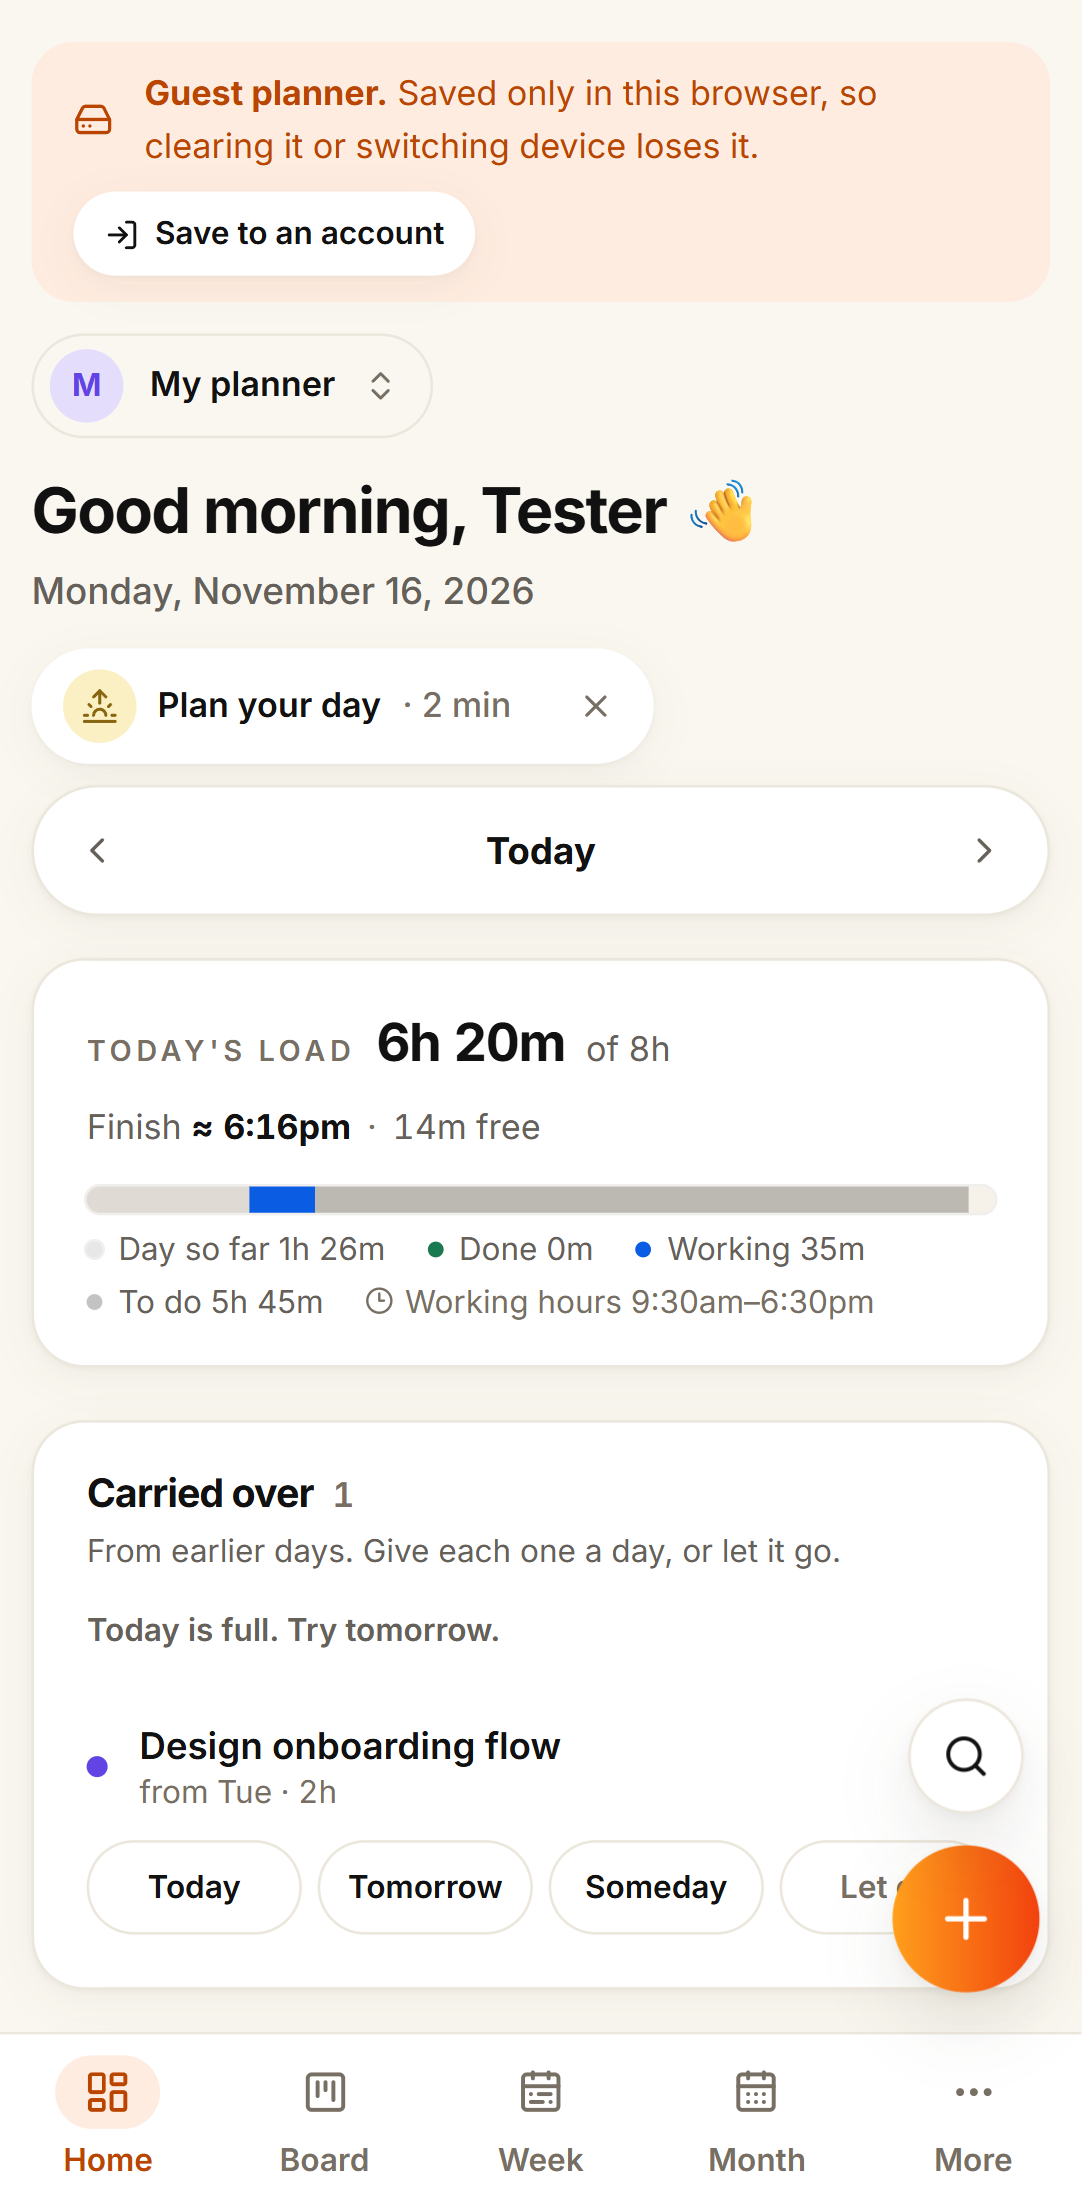 Guest planner. Saved only in this browser, so
clearing it or switching device loses it.
Save to an account
M My planner
Good morning, Tester 👋
Monday, November 16, 2026
Plan your day · 2 min
Today
TODAY'S LOAD 6h 20m of 8h
Finish ≈ 6:16pm · 14m free
Day so far 1h 26m Done 0m Working 35m
To do 5h 45m Working hours 9:30am–6:30pm
Carried over 1
From earlier days. Give each one a day, or let it go.
Today is full. Try tomorrow.
Design onboarding flow
from Tue · 2h
Today Tomorrow Someday Let
Home Board Week Month More